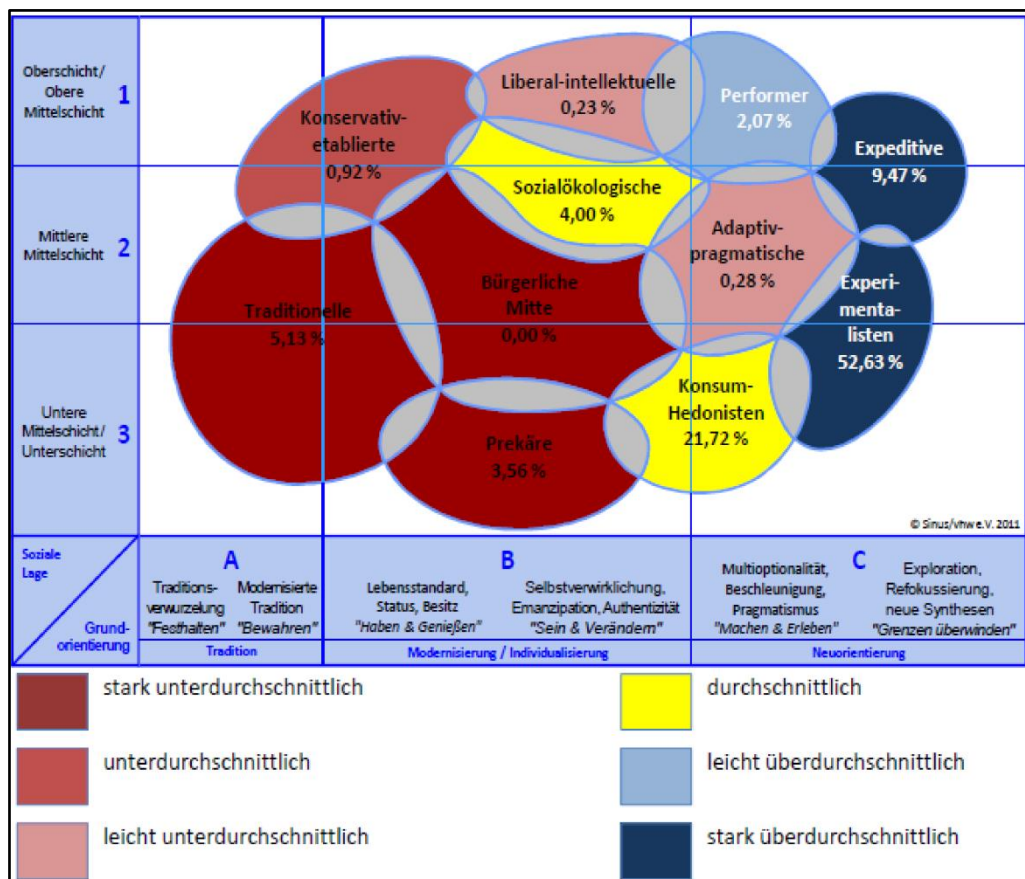 Oberschicht/
Obere
Mittelschicht
1
Mittlere
Mittelschicht
2
Untere
Mittelschicht/
Unterschicht
3
Konservativ-
etablierte
0,92 %
Liberal-intellektuelle
0,23 %
Performer
2,07 %
Expeditive
9,47 %
Sozialökologische
4,00 %
Adaptiv-
pragmatische
0,28 %
Traditionelle
5,13 %
Bürgerliche
Mitte
0,00 %
Experi-
menta-
listen
52,63 %
Konsum-
Hedonisten
21,72 %
Prekäre
3,56 %
© Sinus/vhw e.V. 2011
Soziale
Lage
Grund-
orientierung
A
Traditions-
verwurzelung
"Festhalten"
Modernisierte
Tradition
"Bewahren"
Tradition
B
Lebensstandard,
Status, Besitz
"Haben & Genießen"
Selbstverwirklichung,
Emanzipation, Authentizität
"Sein & Verändern"
Modernisierung / Individualisierung
C
Multioptionalität,
Beschleunigung,
Pragmatismus
"Machen & Erleben"
Exploration,
Refokussierung,
neue Synthesen
"Grenzen überwinden"
Neuorientierung
stark unterdurchschnittlich
unterdurchschnittlich
leicht unterdurchschnittlich
durchschnittlich
leicht überdurchschnittlich
stark überdurchschnittlich